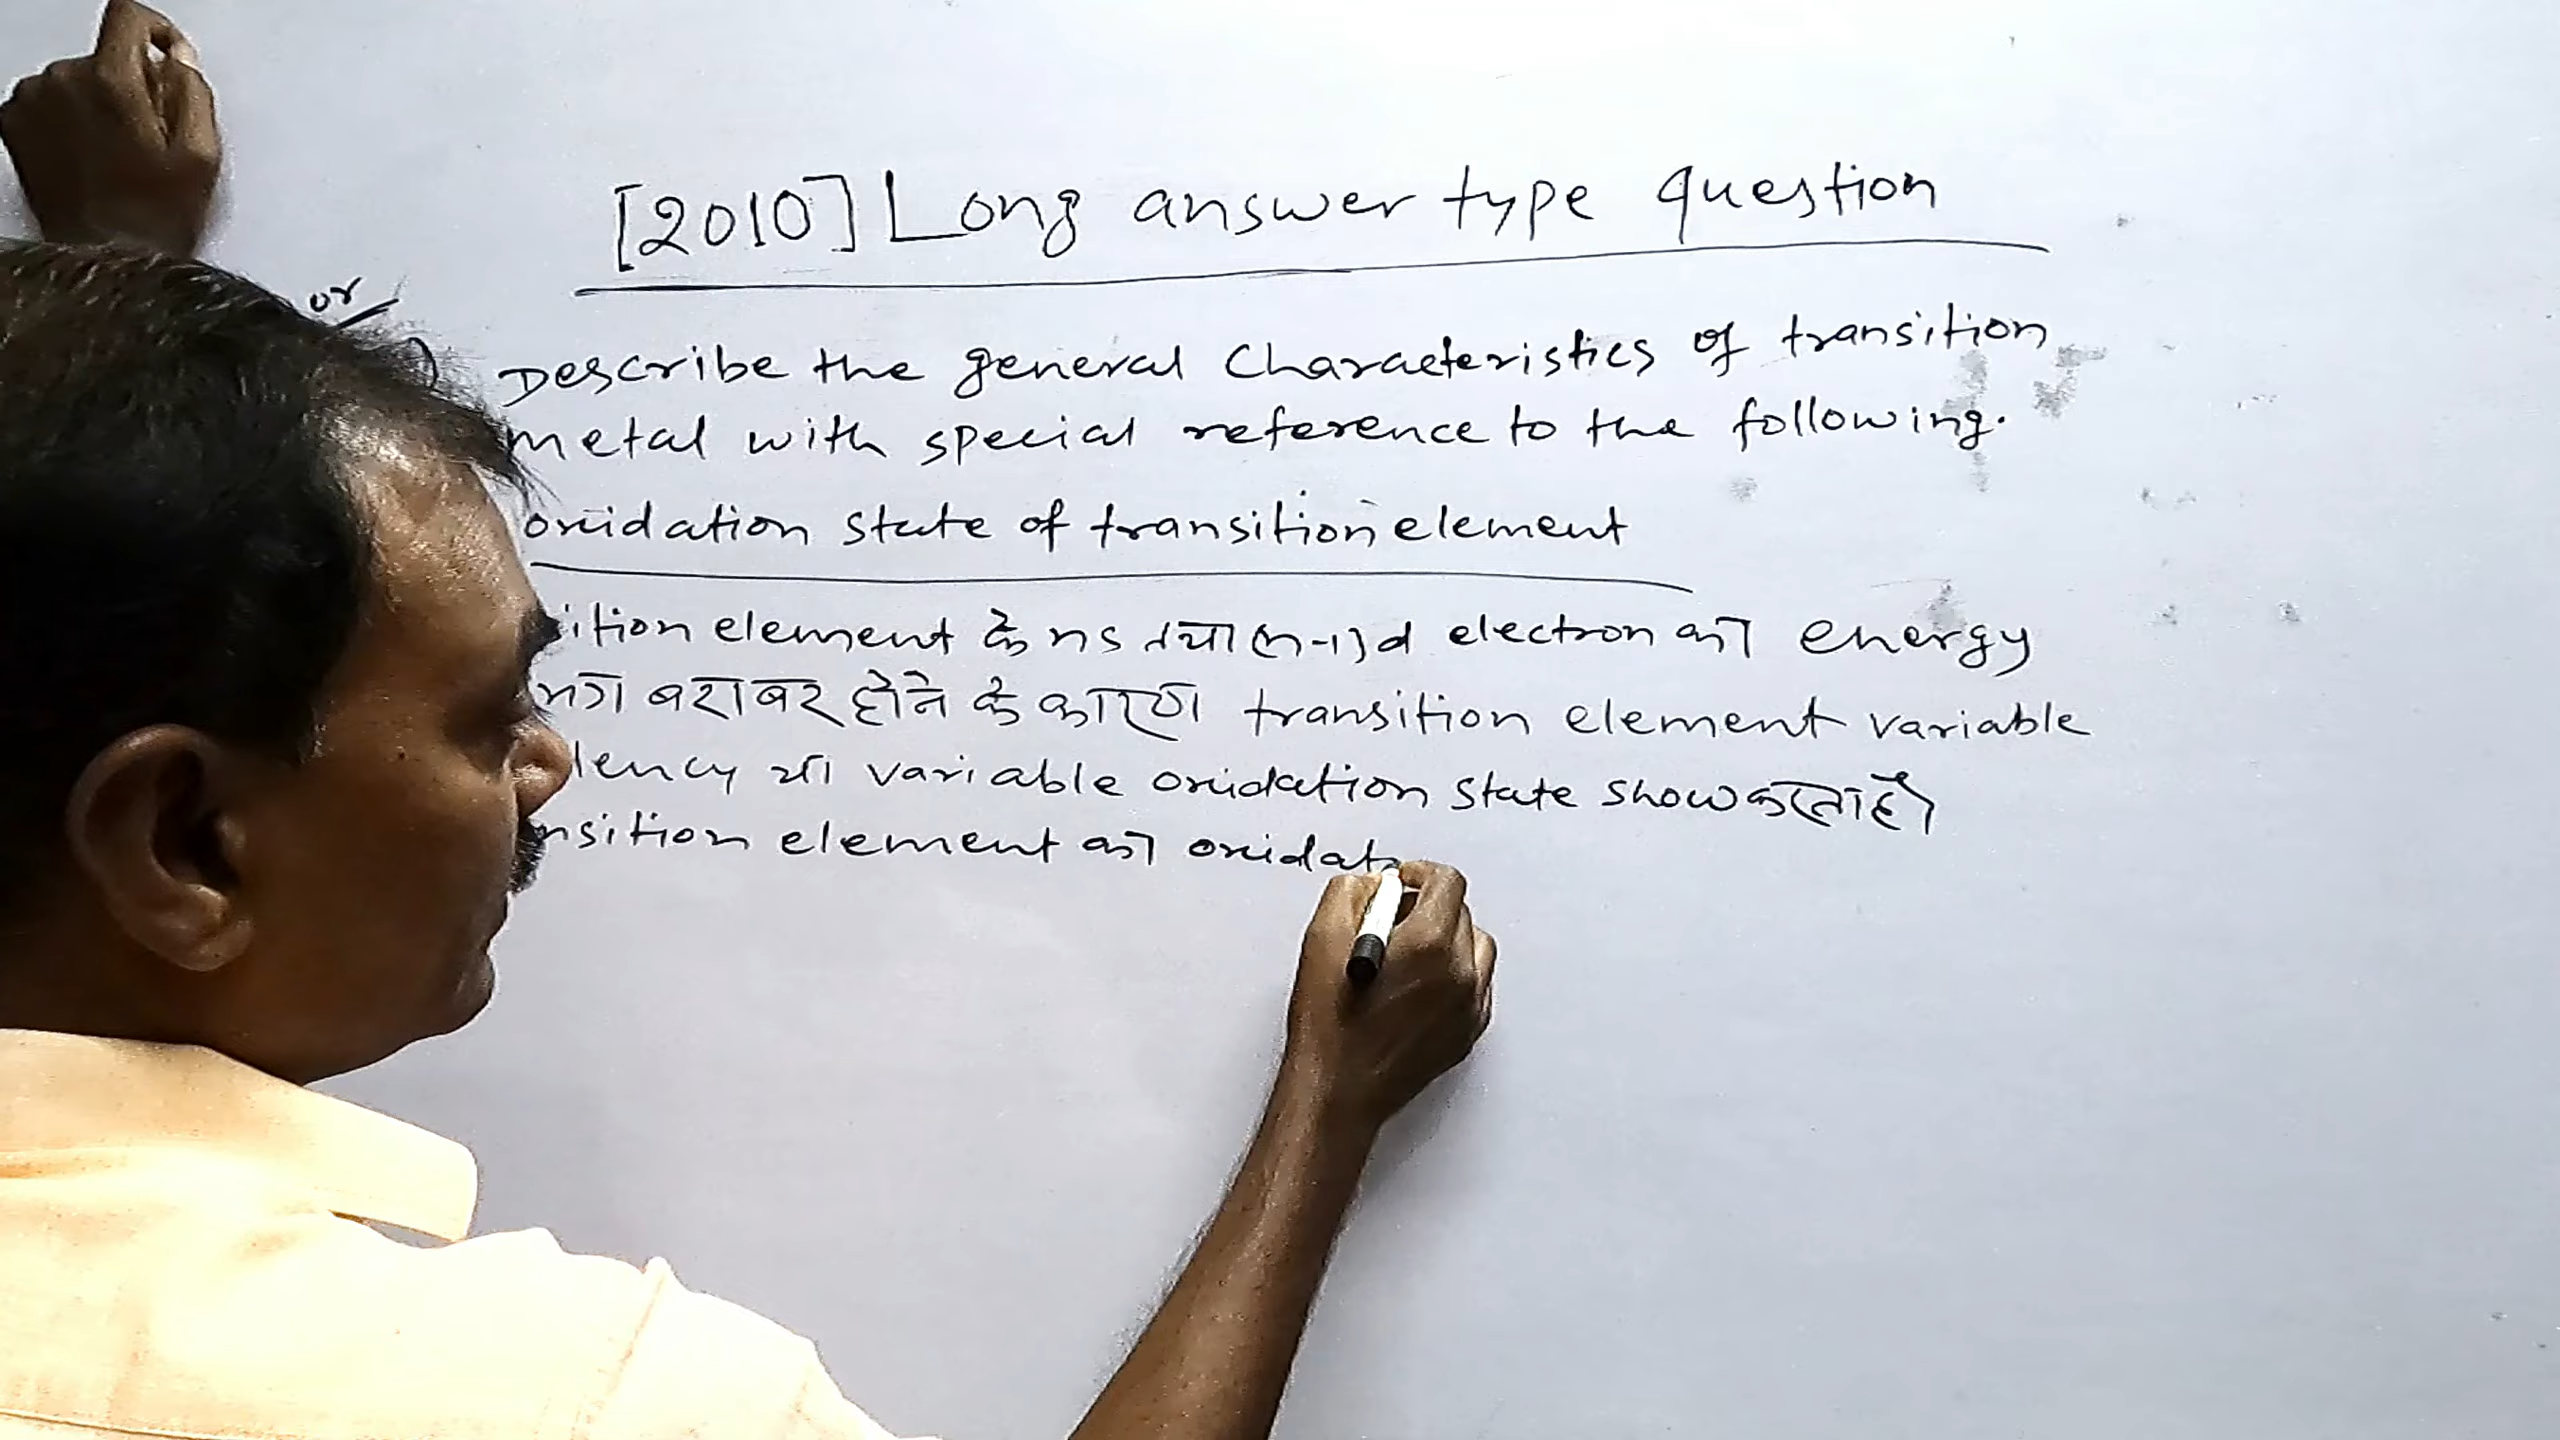 [2010] Long answer type question
or
Describe the general characteristics of transition
metal with special reference to the following.
oxidation state of transition element
sition element के ns तथा (n-1)d electron की energy
भग बराबर होने के कारण transition element variable
lency या variable oxidation state show करता है।
nsition element की oxidat